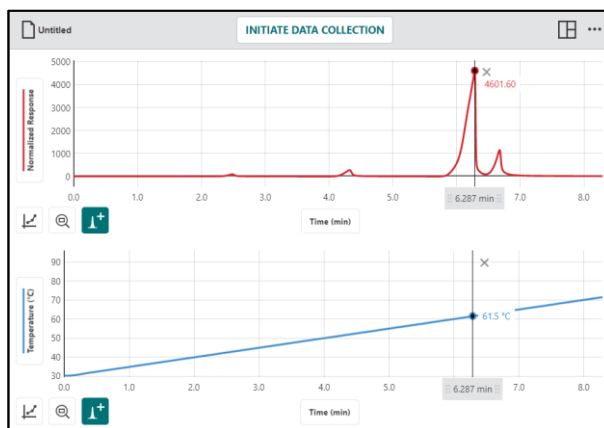 Untitled
INITIATE DATA COLLECTION
5000
4000
3000
2000
1000
0
Normalized Response
4601.60
0.0 1.0 2.0 3.0 4.0 5.0 6.287 min 7.0 8.0
Time (min)
90
80
70
60
50
40
30
Temperature (°C)
61.5 °C
0.0 1.0 2.0 3.0 4.0 5.0 6.287 min 7.0 8.0
Time (min)